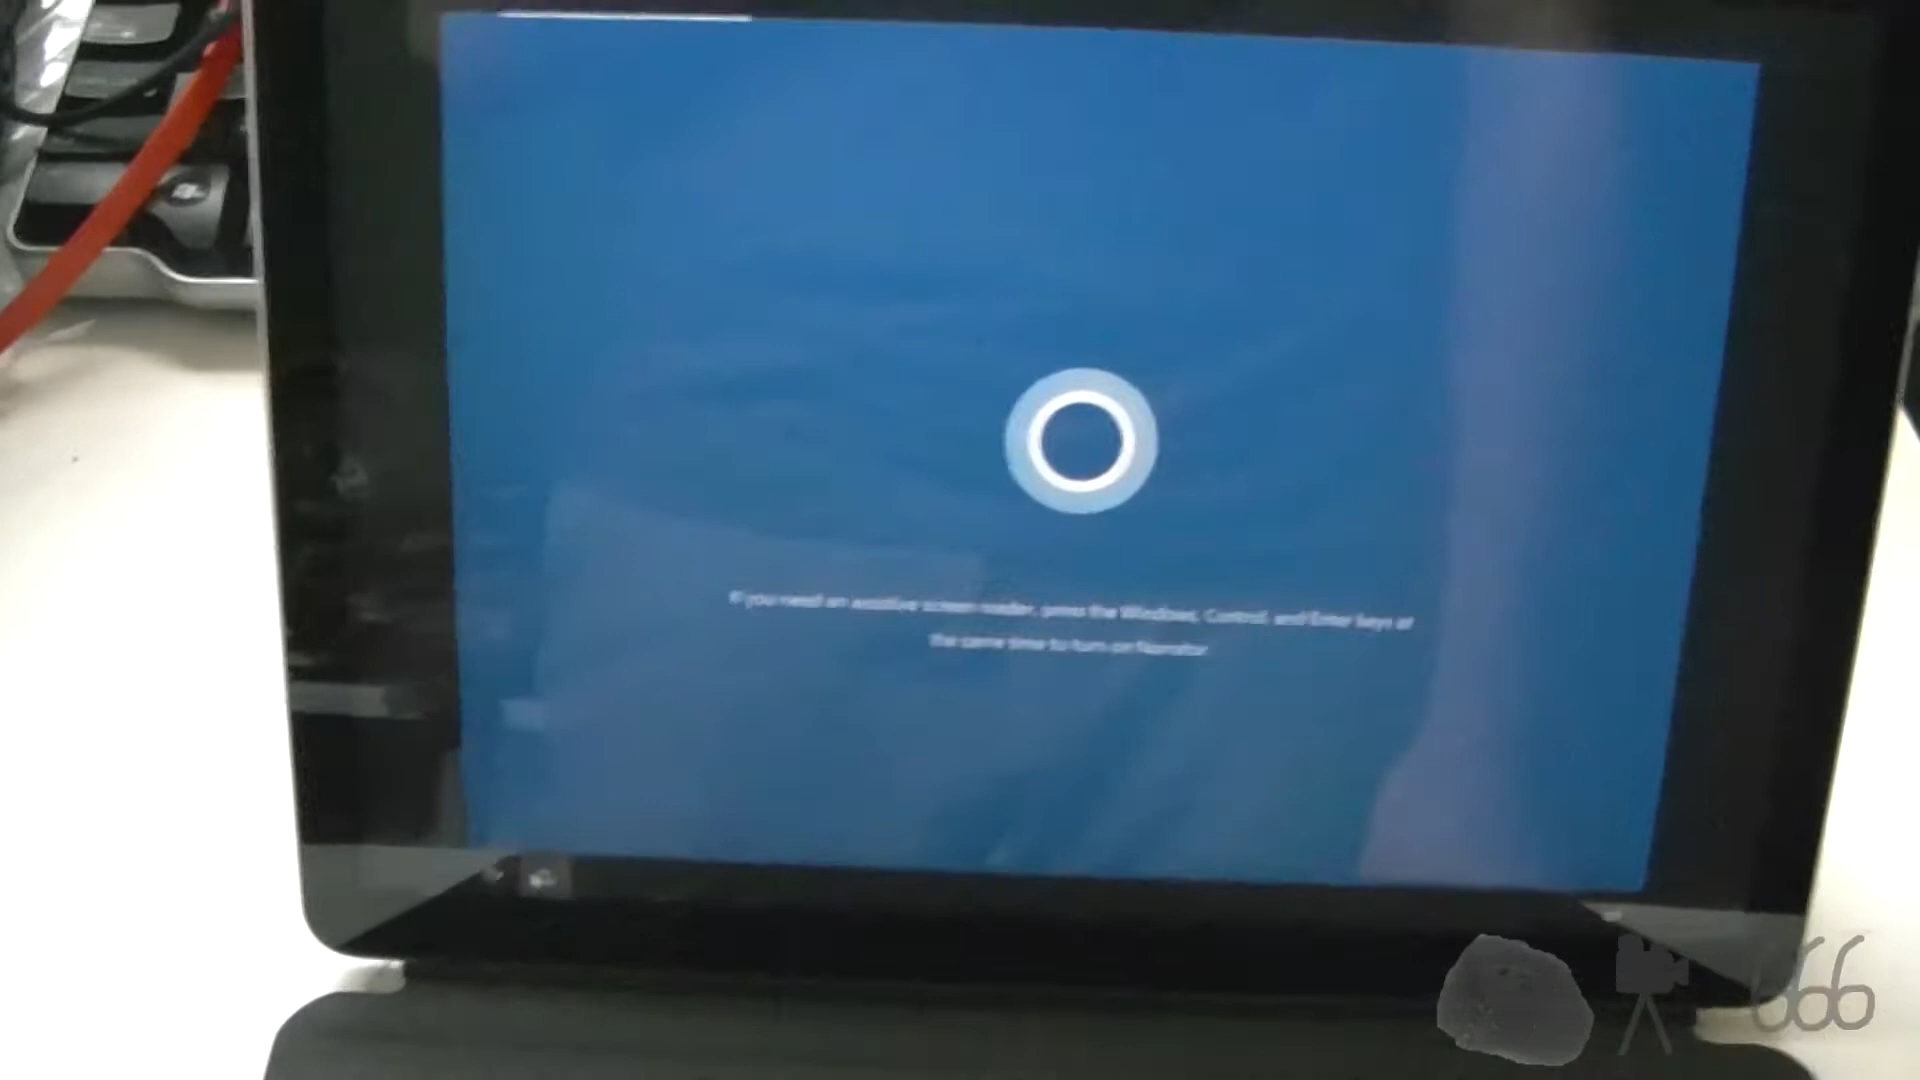 If you need an assistive screen reader, press the Windows, Control, and Enter keys at
the same time to turn on Narrator
666